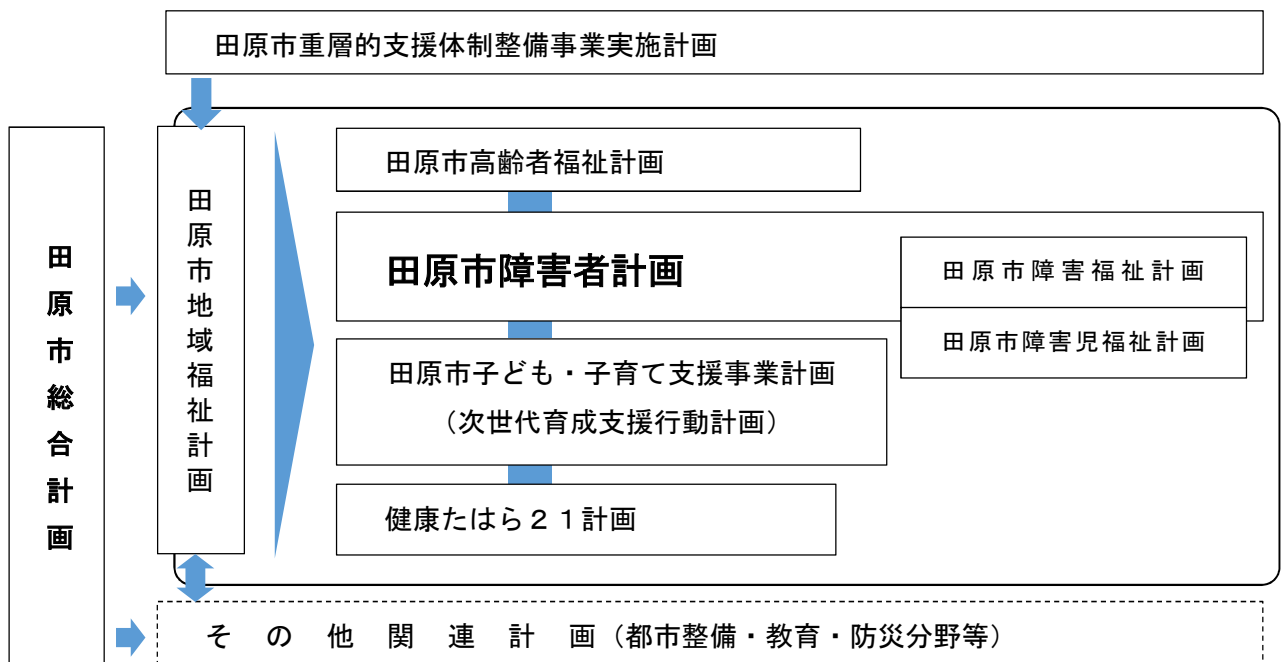 田原市重層的支援体制整備事業実施計画
田原市総合計画
田原市地域福祉計画
田原市高齢者福祉計画
田原市障害者計画
田原市障害福祉計画
田原市障害児福祉計画
田原市子ども・子育て支援事業計画
（次世代育成支援行動計画）
健康たはら２１計画
その他関連計画（都市整備・教育・防災分野等）